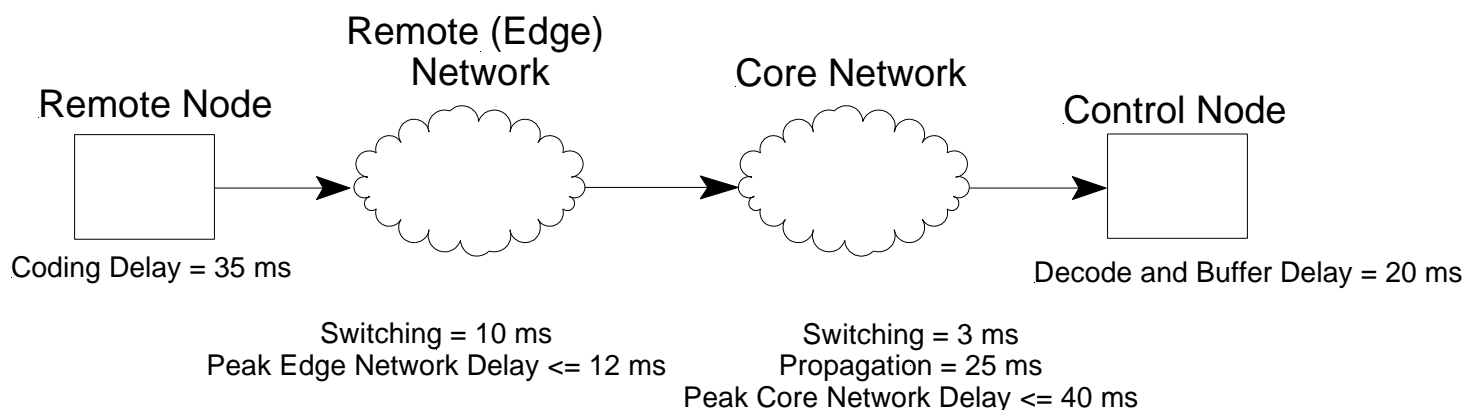 Remote (Edge)
Network
Core Network
Remote Node
Control Node
Coding Delay = 35 ms
Decode and Buffer Delay = 20 ms
Switching = 10 ms
Peak Edge Network Delay <= 12 ms
Switching = 3 ms
Propagation = 25 ms
Peak Core Network Delay <= 40 ms